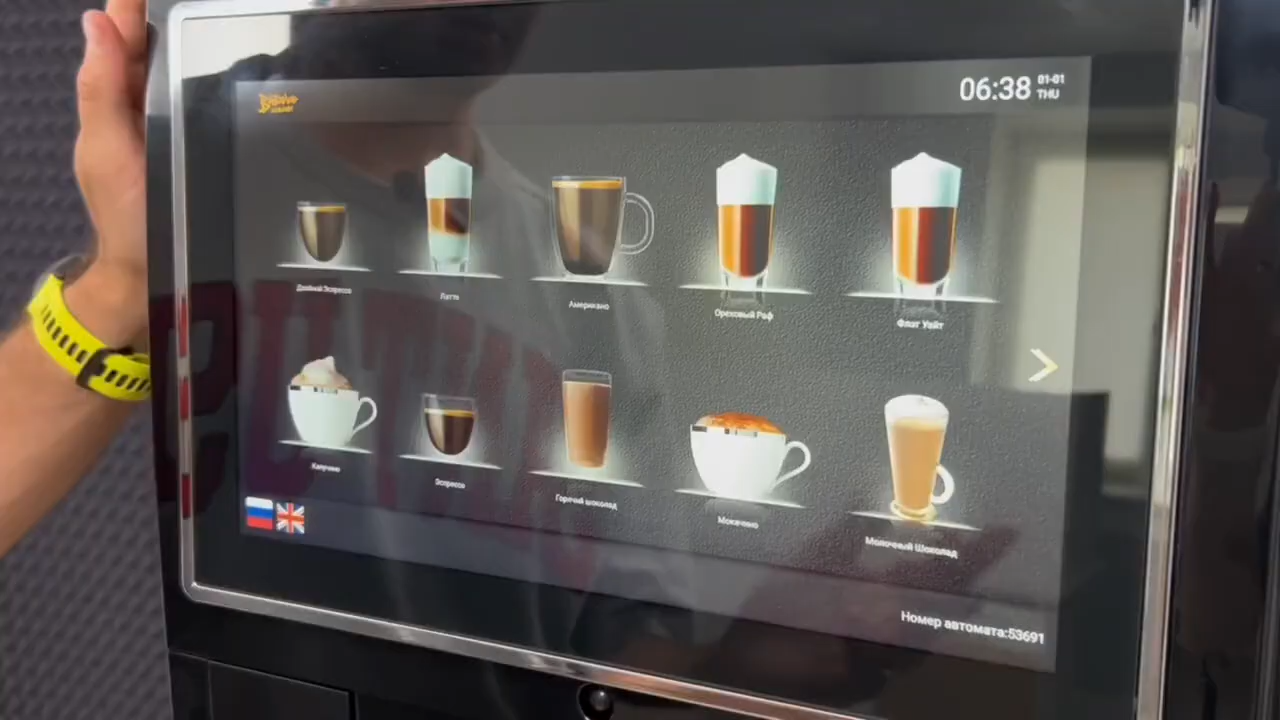 06:38
01-01
THU
Двойной Эспрессо
Латте
Американо
Ореховый Раф
Флэт Уайт
Капучино
Эспрессо
Горячий шоколад
Мокачино
Молочный Шоколад
Номер автомата:53691